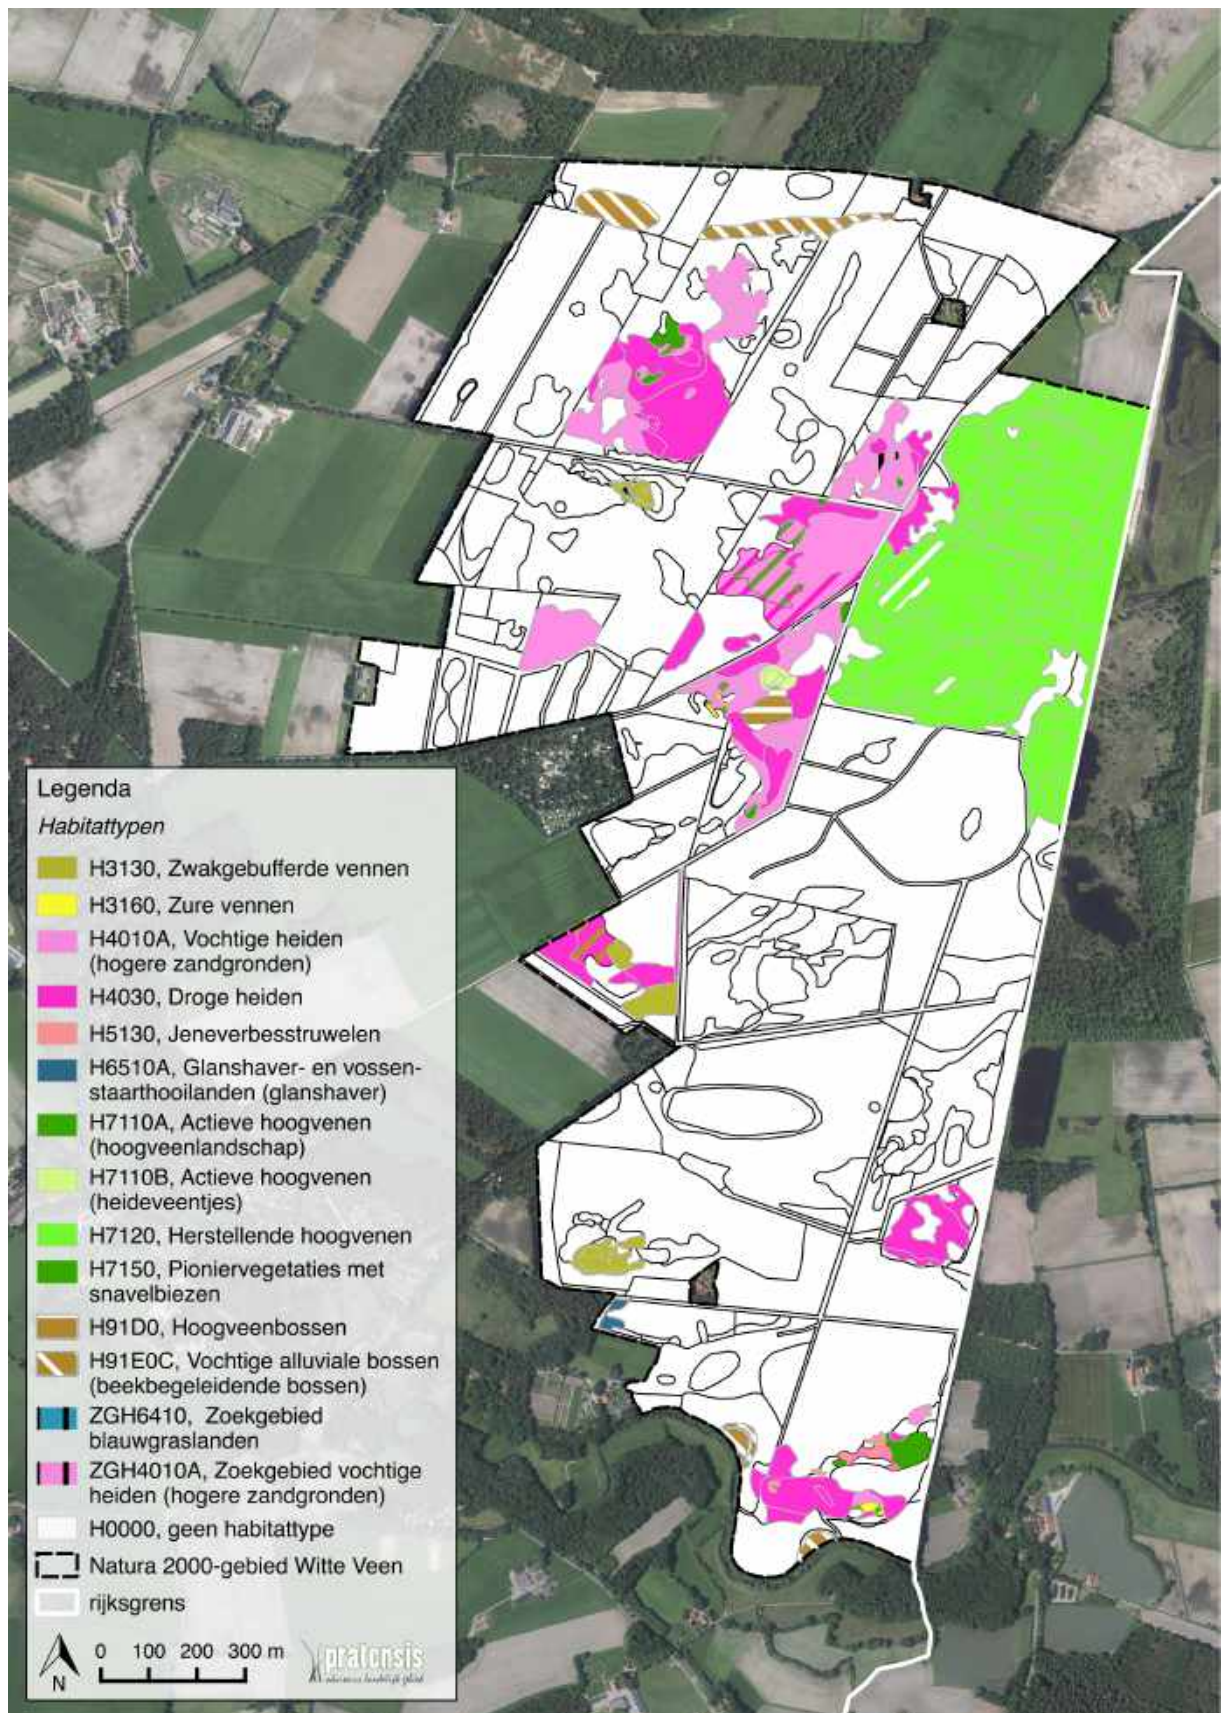 Legenda
Habitattypen
H3130, Zwakgebufferde vennen
H3160, Zure vennen
H4010A, Vochtige heiden
(hogere zandgronden)
H4030, Droge heiden
H5130, Jeneverbesstruwelen
H6510A, Glanshaver- en vossen-
staarthooilanden (glanshaver)
H7110A, Actieve hoogvenen
(hoogveenlandschap)
H7110B, Actieve hoogvenen
(heideveentjes)
H7120, Herstellende hoogvenen
H7150, Pioniervegetaties met
snavelbiezen
H91D0, Hoogveenbossen
H91E0C, Vochtige alluviale bossen
(beekbegeleidende bossen)
ZGH6410, Zoekgebied
blauwgraslanden
ZGH4010A, Zoekgebied vochtige
heiden (hogere zandgronden)
H0000, geen habitattype
Natura 2000-gebied Witte Veen
rijksgrens
0 100 200 300 m
N
pratensis